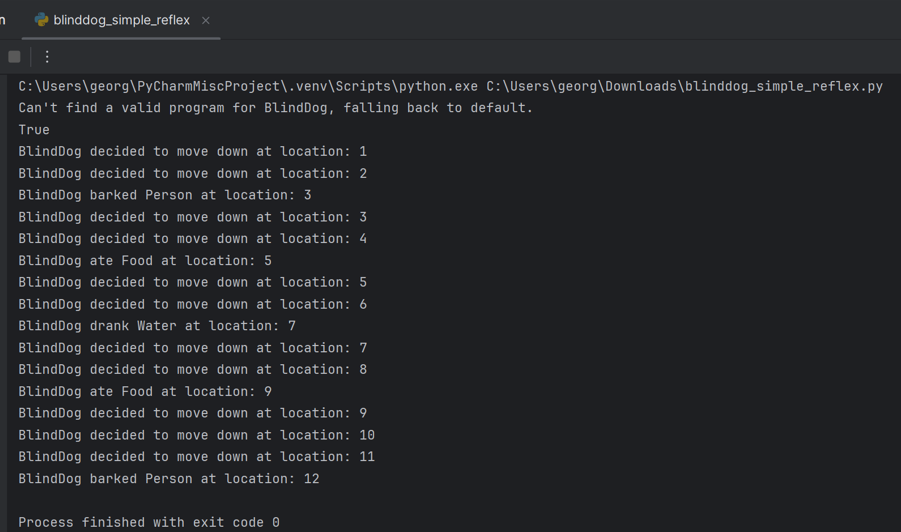 n
blinddog_simple_reflex
C:\Users\georg\PyCharmMiscProject\.venv\Scripts\python.exe C:\Users\georg\Downloads\blinddog_simple_reflex.py
Can't find a valid program for BlindDog, falling back to default.
True
BlindDog decided to move down at location: 1
BlindDog decided to move down at location: 2
BlindDog barked Person at location: 3
BlindDog decided to move down at location: 3
BlindDog decided to move down at location: 4
BlindDog ate Food at location: 5
BlindDog decided to move down at location: 5
BlindDog decided to move down at location: 6
BlindDog drank Water at location: 7
BlindDog decided to move down at location: 7
BlindDog decided to move down at location: 8
BlindDog ate Food at location: 9
BlindDog decided to move down at location: 9
BlindDog decided to move down at location: 10
BlindDog decided to move down at location: 11
BlindDog barked Person at location: 12
Process finished with exit code 0